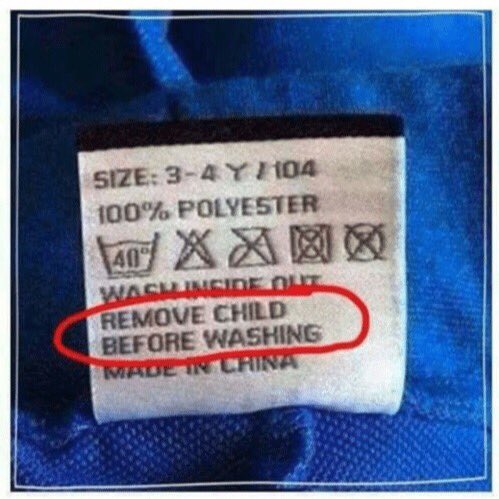 SIZE: 3-4 Y / 104
100% POLYESTER
40°
WASH INSIDE OUT
REMOVE CHILD
BEFORE WASHING
MADE IN CHINA